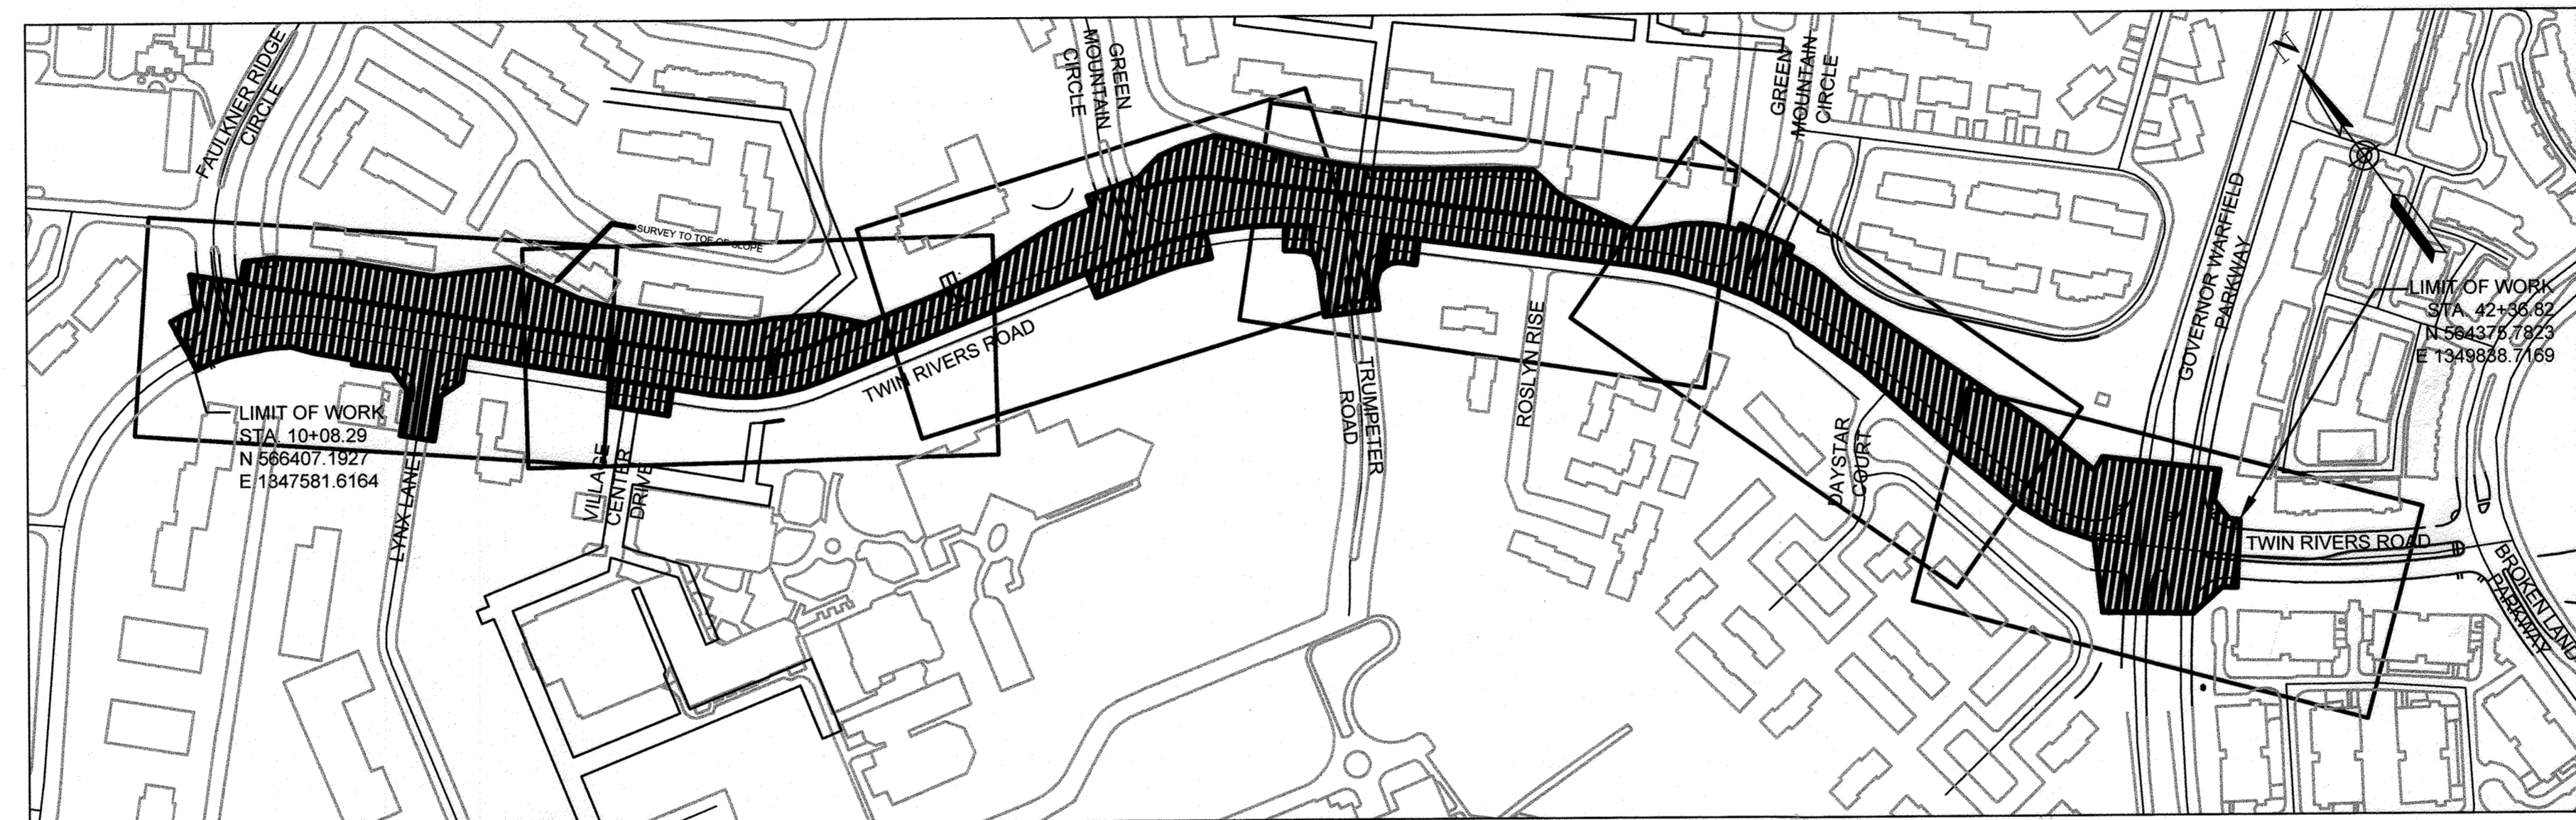 FAULKNER RIDGE
CIRCLE
GREEN
MOUNTAIN
CIRCLE
GREEN
MOUNTAIN
CIRCLE
N
SURVEY TO TOE OF SLOPE
GOVERNOR WARFIELD
PARKWAY
LIMIT OF WORK
STA. 42+36.82
N 564375.7823
E 1349838.7169
TWIN RIVERS ROAD
LIMIT OF WORK
STA. 10+08.29
N 566407.1927
E 1347581.6164
LYNX LANE
VILLAGE
CENTER
DRIVE
TRUMPETER
ROAD
ROSLYN RISE
DAYSTAR
COURT
TWIN RIVERS ROAD
BROKEN LAND
PARKWAY